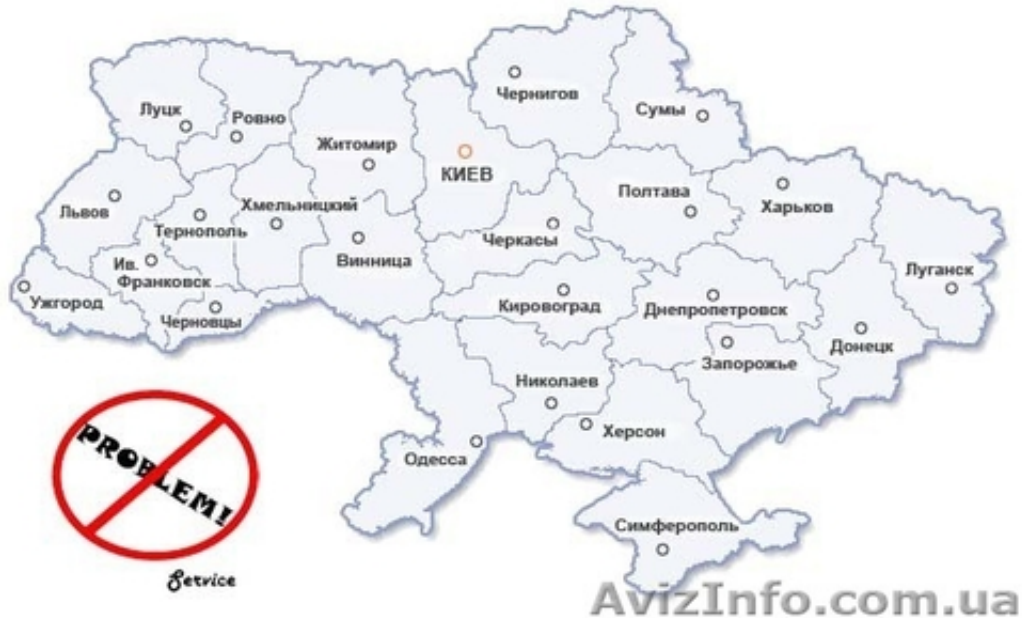 Чернигов
Сумы
Луцк
Ровно
Житомир
КИЕВ
Полтава
Харьков
Львов
Хмельницкий
Тернополь
Черкасы
Винница
Ив.
Франковск
Луганск
Ужгород
Кировоград
Днепропетровск
Черновцы
Донецк
Запорожье
Николаев
Херсон
Одесса
PROBLEM!
Симферополь
Service
AvizInfo.com.ua